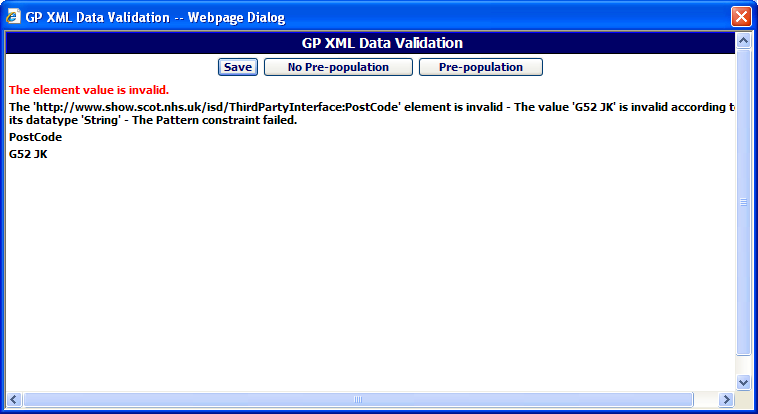 GP XML Data Validation -- Webpage Dialog
GP XML Data Validation
Save No Pre-population Pre-population
The element value is invalid.
The 'http://www.show.scot.nhs.uk/isd/ThirdPartyInterface:PostCode' element is invalid - The value 'G52 JK' is invalid according to
its datatype 'String' - The Pattern constraint failed.
PostCode
G52 JK